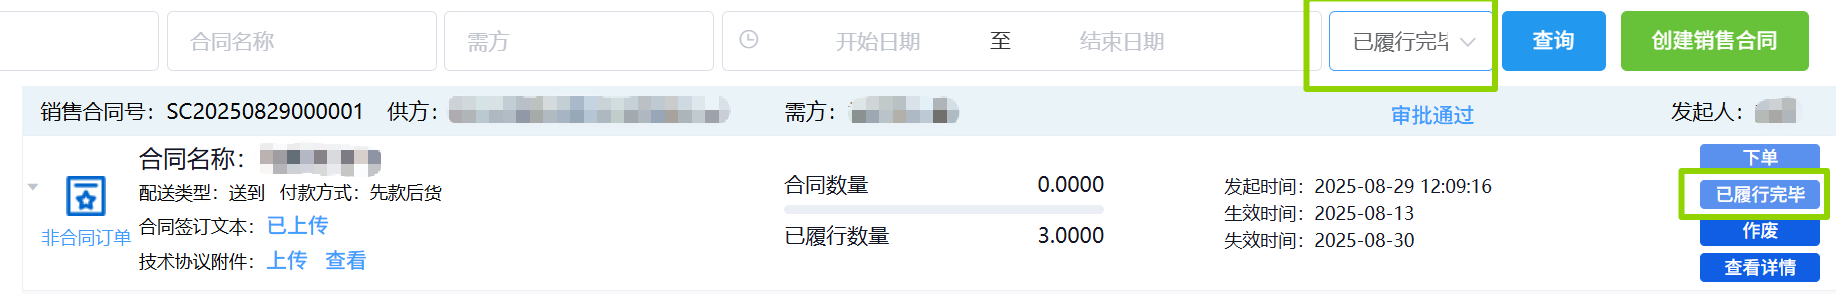 合同名称 需方 开始日期 至 结束日期 已履行完 查询 创建销售合同
销售合同号：SC20250829000001 供方： 需方： 审批通过 发起人：
合同名称： 下单
配送类型：送到 付款方式：先款后货 合同数量 0.0000 发起时间：2025-08-29 12:09:16 已履行完毕
合同签订文本：已上传 生效时间：2025-08-13
非合同订单 已履行数量 3.0000 失效时间：2025-08-30 作废
技术协议附件：上传 查看 查看详情